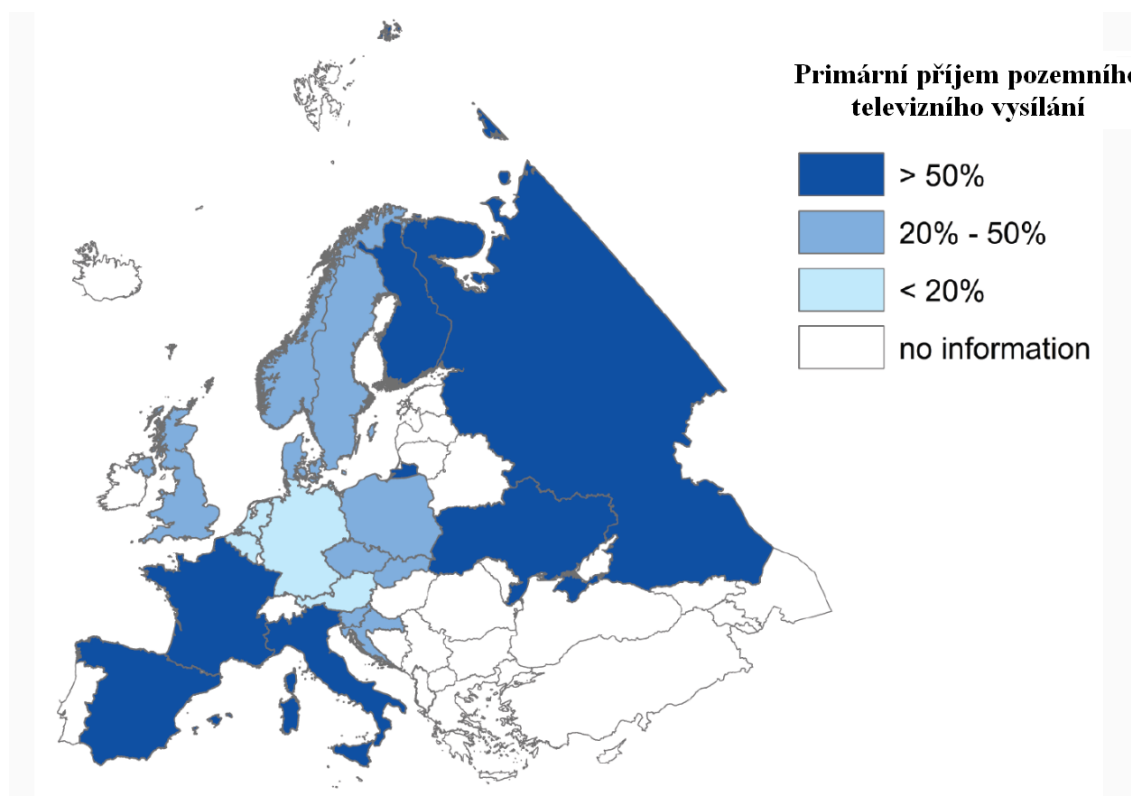 Primární příjem pozemního
televizního vysílání
> 50%
20% - 50%
< 20%
no information